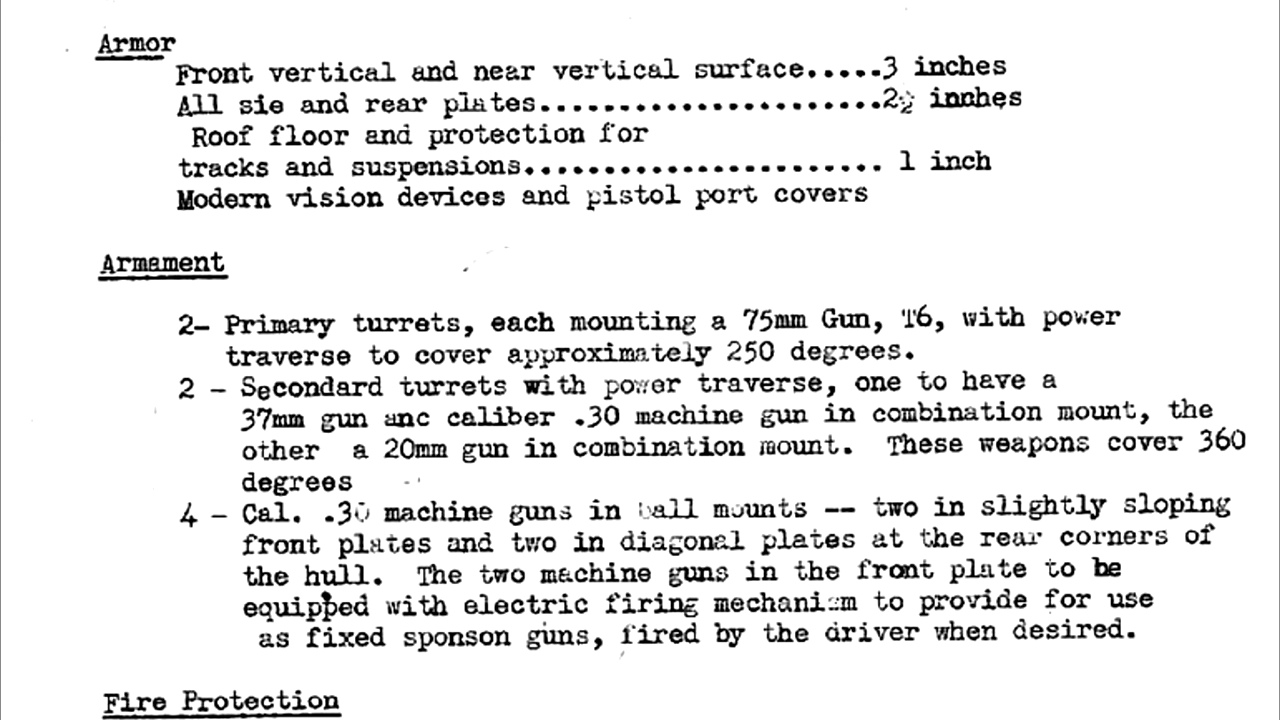 Armor
Front vertical and near vertical surface.....3 inches
All sie and rear plates......................2½ inches
Roof floor and protection for
tracks and suspensions....................... 1 inch
Modern vision devices and pistol port covers
Armament
2- Primary turrets, each mounting a 75mm Gun, T6, with power
traverse to cover approximately 250 degrees.
2 - Secondard turrets with power traverse, one to have a
37mm gun anc caliber .30 machine gun in combination mount, the
other a 20mm gun in combination mount. These weapons cover 360
degrees
4 - Cal. .30 machine guns in ball mounts -- two in slightly sloping
front plates and two in diagonal plates at the rear corners of
the hull. The two machine guns in the front plate to be
equipped with electric firing mechanism to provide for use
as fixed sponson guns, fired by the driver when desired.
Fire Protection